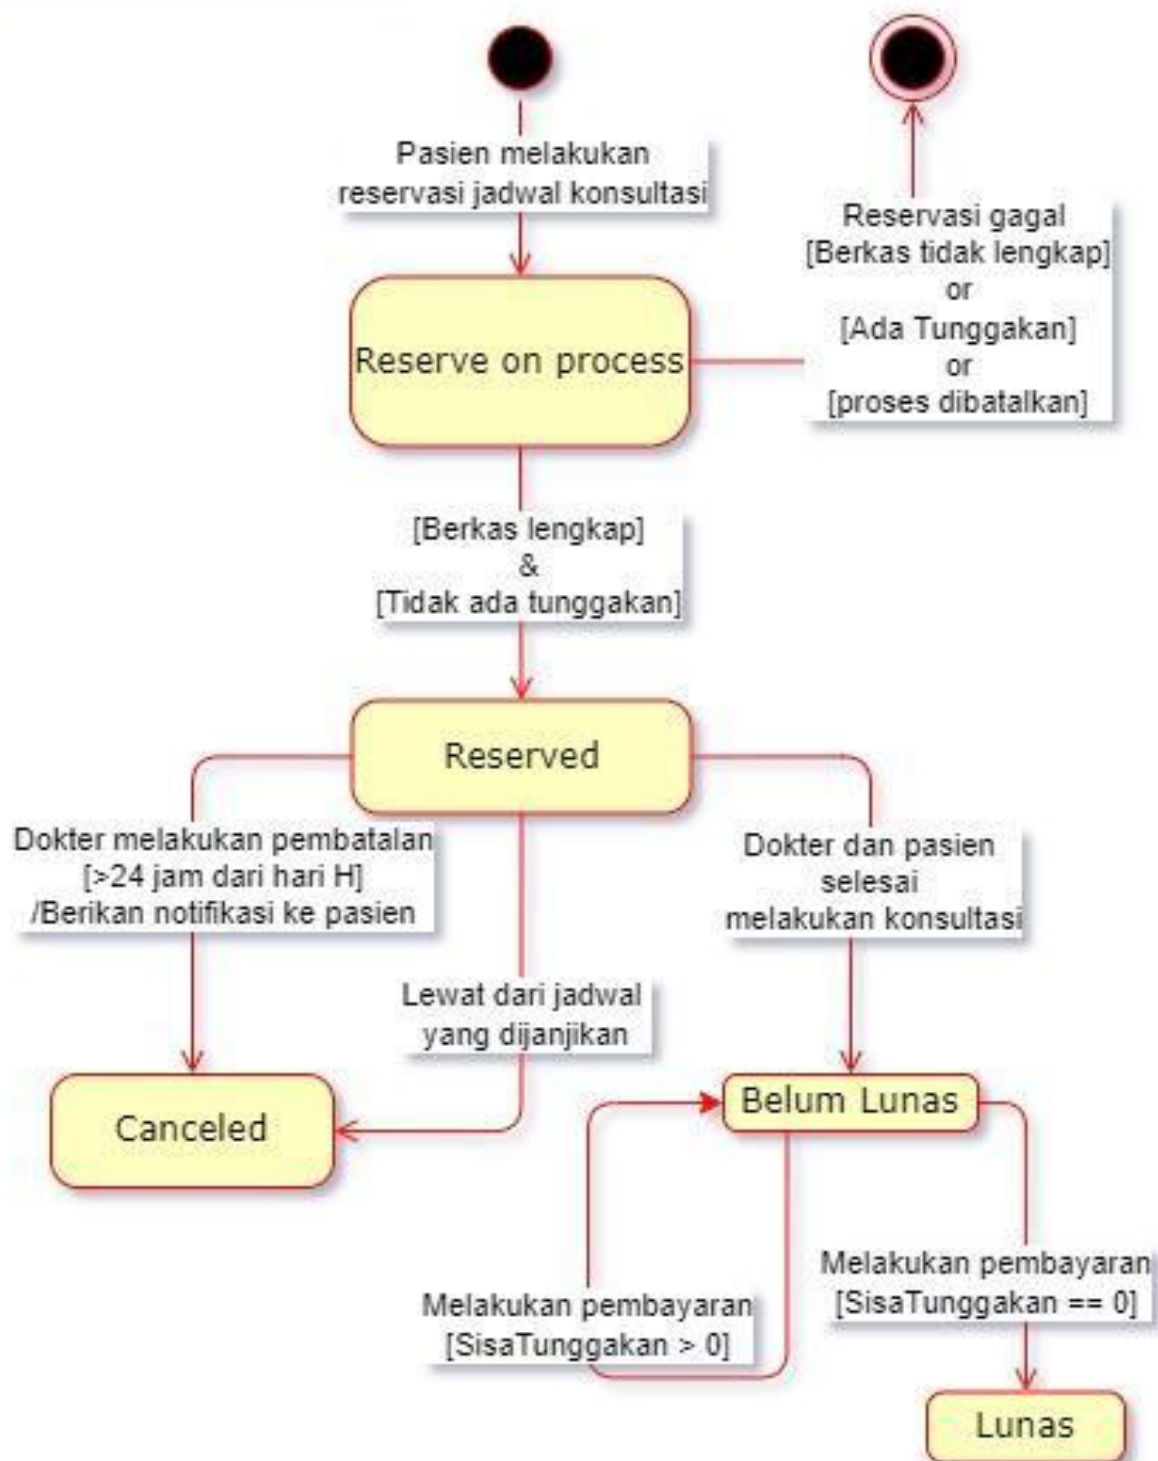 Pasien melakukan
reservasi jadwal konsultasi
Reservasi gagal
[Berkas tidak lengkap]
or
[Ada Tunggakan]
or
[proses dibatalkan]
Reserve on process
[Berkas lengkap]
&
[Tidak ada tunggakan]
Reserved
Dokter melakukan pembatalan
[>24 jam dari hari H]
/Berikan notifikasi ke pasien
Dokter dan pasien
selesai
melakukan konsultasi
Lewat dari jadwal
yang dijanjikan
Canceled
Belum Lunas
Melakukan pembayaran
[SisaTunggakan > 0]
Melakukan pembayaran
[SisaTunggakan == 0]
Lunas